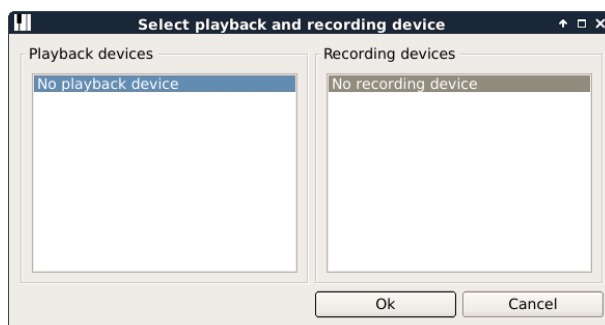 Select playback and recording device
Playback devices
No playback device
Recording devices
No recording device
Ok
Cancel